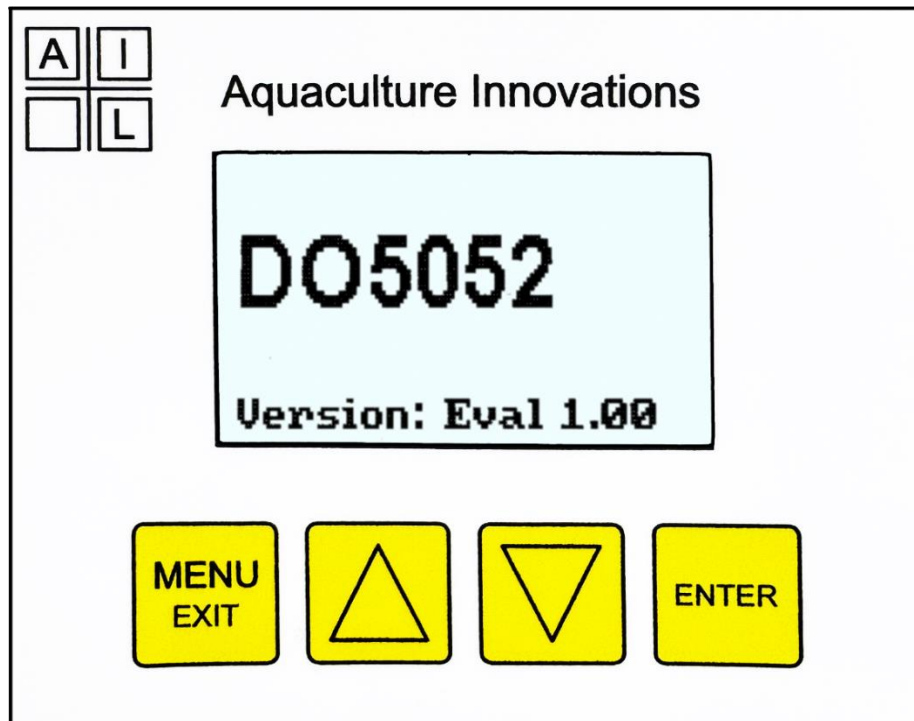 A I
L
Aquaculture Innovations
DO5052
Version: Eval 1.00
MENU
EXIT
ENTER